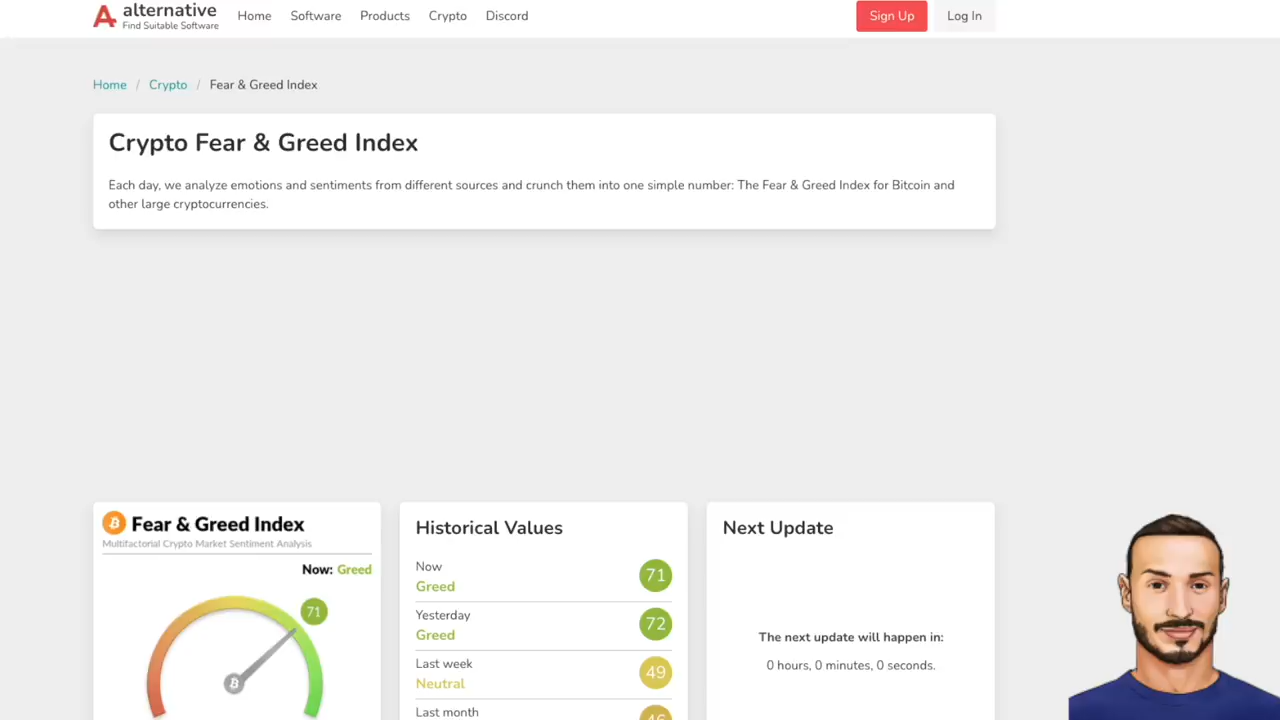 alternative
Find Suitable Software
Home Software Products Crypto Discord
Sign Up Log In
Home / Crypto / Fear & Greed Index
Crypto Fear & Greed Index
Each day, we analyze emotions and sentiments from different sources and crunch them into one simple number: The Fear & Greed Index for Bitcoin and
other large cryptocurrencies.
Fear & Greed Index
Multifactorial Crypto Market Sentiment Analysis
Now: Greed
71
Historical Values
Now
Greed 71
Yesterday
Greed 72
Last week
Neutral 49
Last month
46
Next Update
The next update will happen in:
0 hours, 0 minutes, 0 seconds.